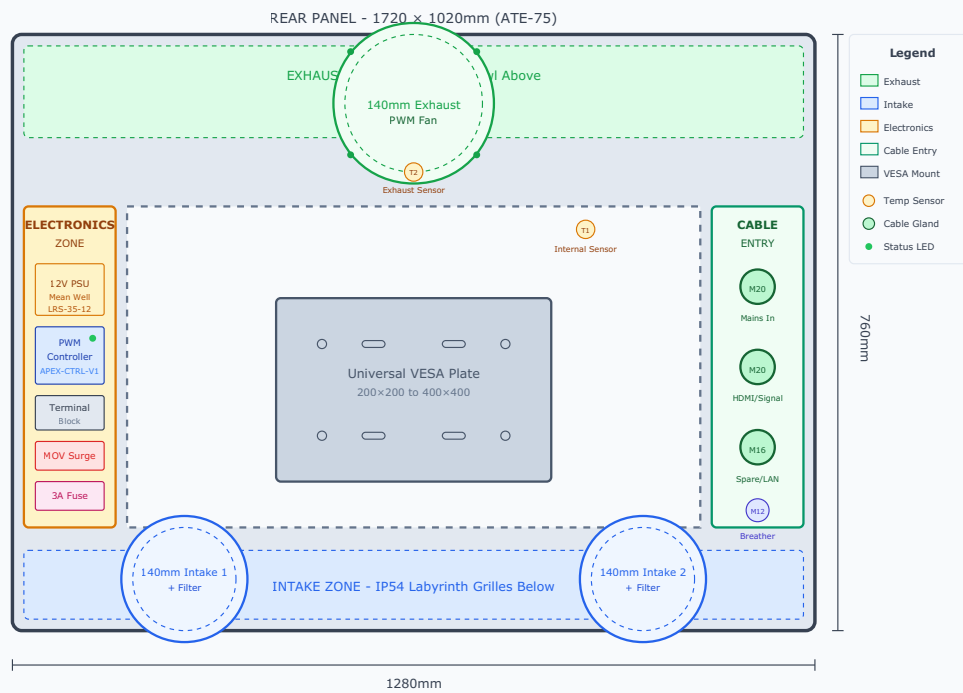 REAR PANEL - 1720 × 1020mm (ATE-75)
Legend
Exhaust
Intake
Electronics
Cable Entry
VESA Mount
Temp Sensor
Cable Gland
Status LED
EXHAUS
Above
140mm Exhaust
PWM Fan
T2
Exhaust Sensor
ELECTRONICS
ZONE
12V PSU
Mean Well
LRS-35-12
PWM
Controller
APEX-CTRL-V1
Terminal
Block
MOV Surge
3A Fuse
T1
Internal Sensor
Universal VESA Plate
200×200 to 400×400
CABLE
ENTRY
M20
Mains In
M20
HDMI/Signal
M16
Spare/LAN
M12
Breather
140mm Intake 1
+ Filter
INTAKE ZONE - IP54 Labyrinth Grilles Below
140mm Intake 2
+ Filter
760mm
1280mm